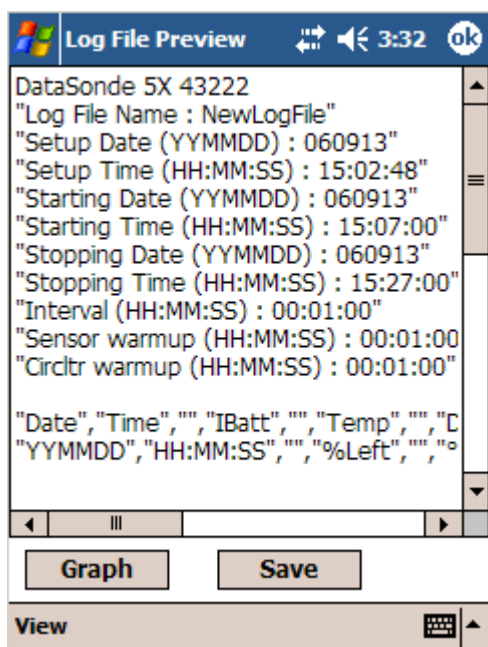 Log File Preview 3:32 ok
DataSonde 5X 43222
"Log File Name : NewLogFile"
"Setup Date (YYMMDD) : 060913"
"Setup Time (HH:MM:SS) : 15:02:48"
"Starting Date (YYMMDD) : 060913"
"Starting Time (HH:MM:SS) : 15:07:00"
"Stopping Date (YYMMDD) : 060913"
"Stopping Time (HH:MM:SS) : 15:27:00"
"Interval (HH:MM:SS) : 00:01:00"
"Sensor warmup (HH:MM:SS) : 00:01:00
"Circltr warmup (HH:MM:SS) : 00:01:00"
"Date","Time","","IBatt","","Temp","","D
"YYMMDD","HH:MM:SS","","%Left","","°
Graph Save
View